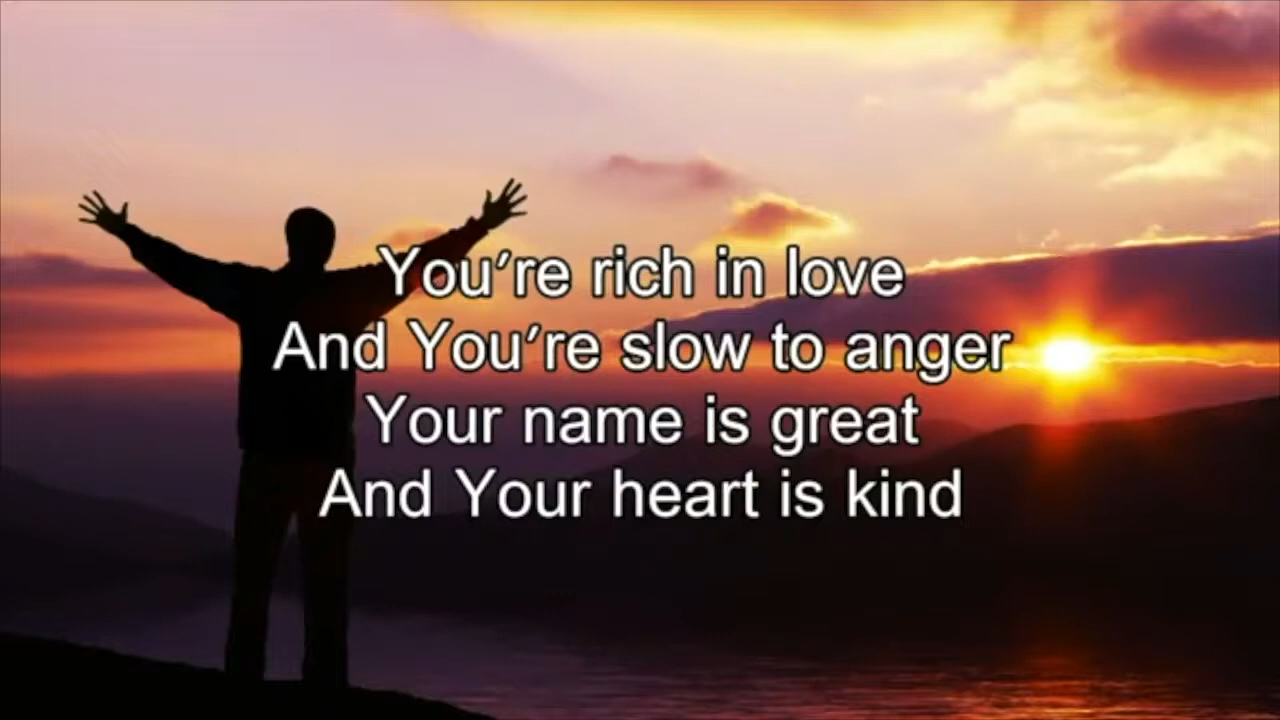 You're rich in love
And You're slow to anger
Your name is great
And Your heart is kind